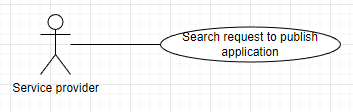 Search request to publish
application
Service provider